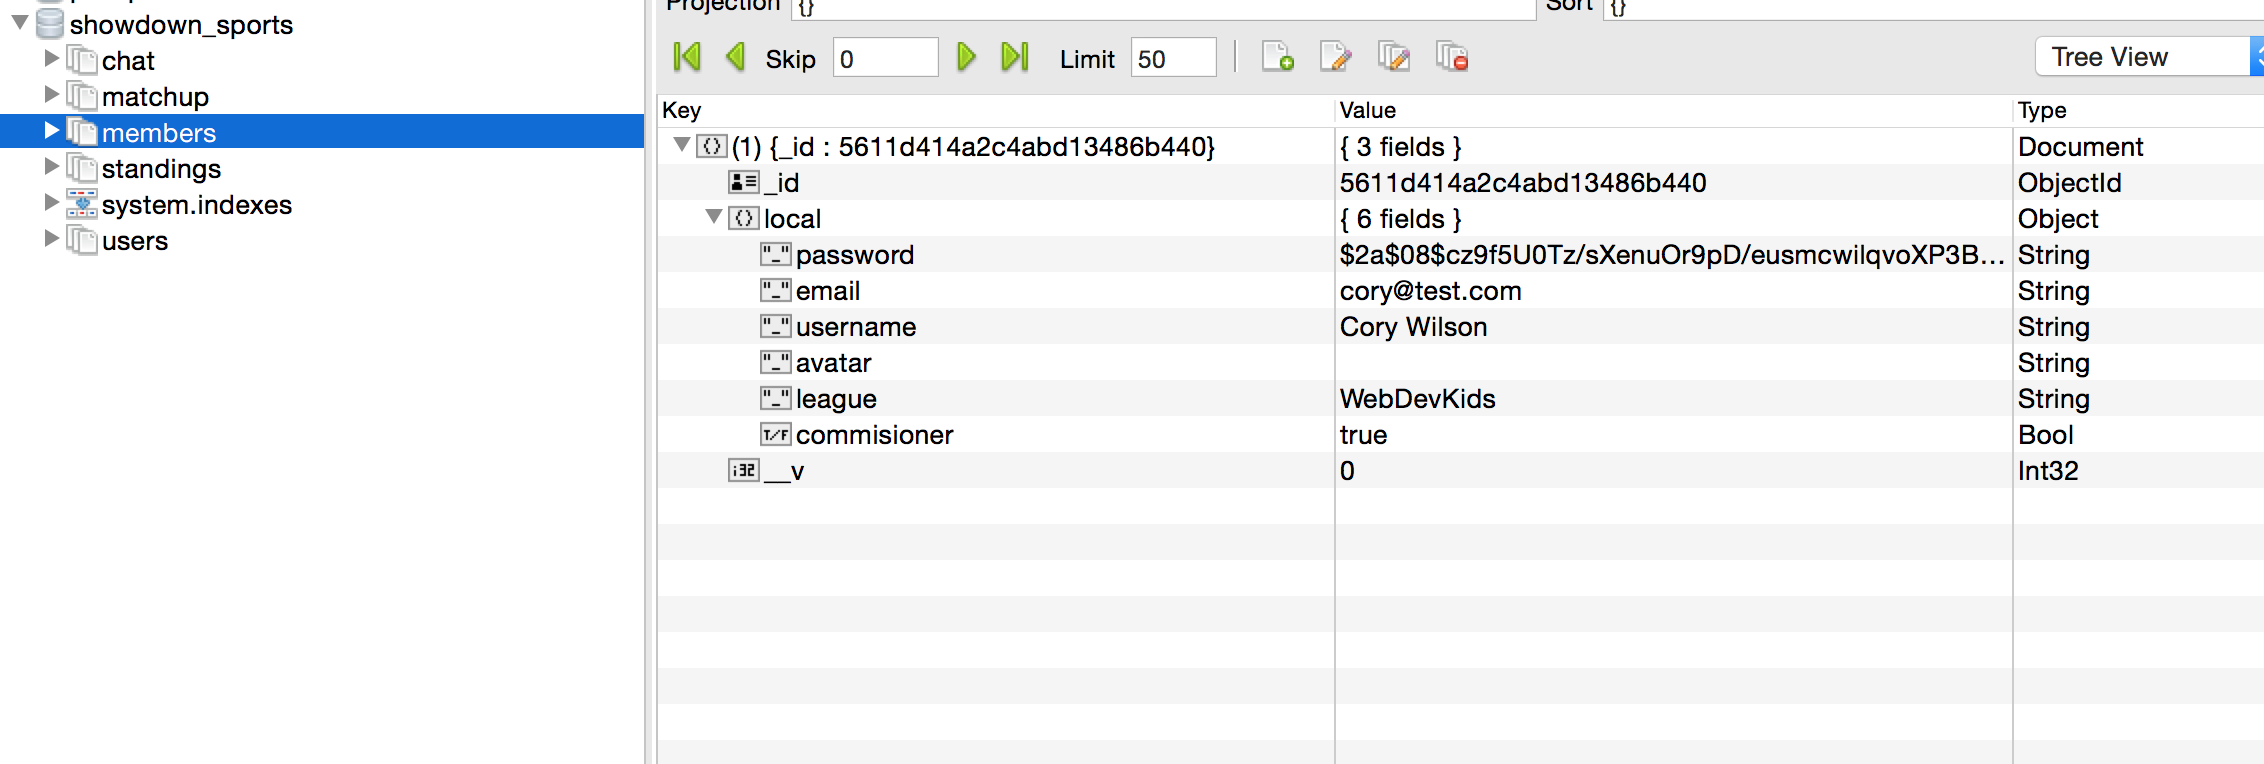 showdown_sports
chat
matchup
members
standings
system.indexes
users
Projection {} Sort {}
Skip 0 Limit 50 Tree View
Key Value Type
(1) {_id : 5611d414a2c4abd13486b440} { 3 fields } Document
_id 5611d414a2c4abd13486b440 ObjectId
local { 6 fields } Object
"_" password $2a$08$cz9f5U0Tz/sXenuOr9pD/eusmcwilqvoXP3B... String
"_" email cory@test.com String
"_" username Cory Wilson String
"_" avatar String
"_" league WebDevKids String
T/F commisioner true Bool
i32 __v 0 Int32